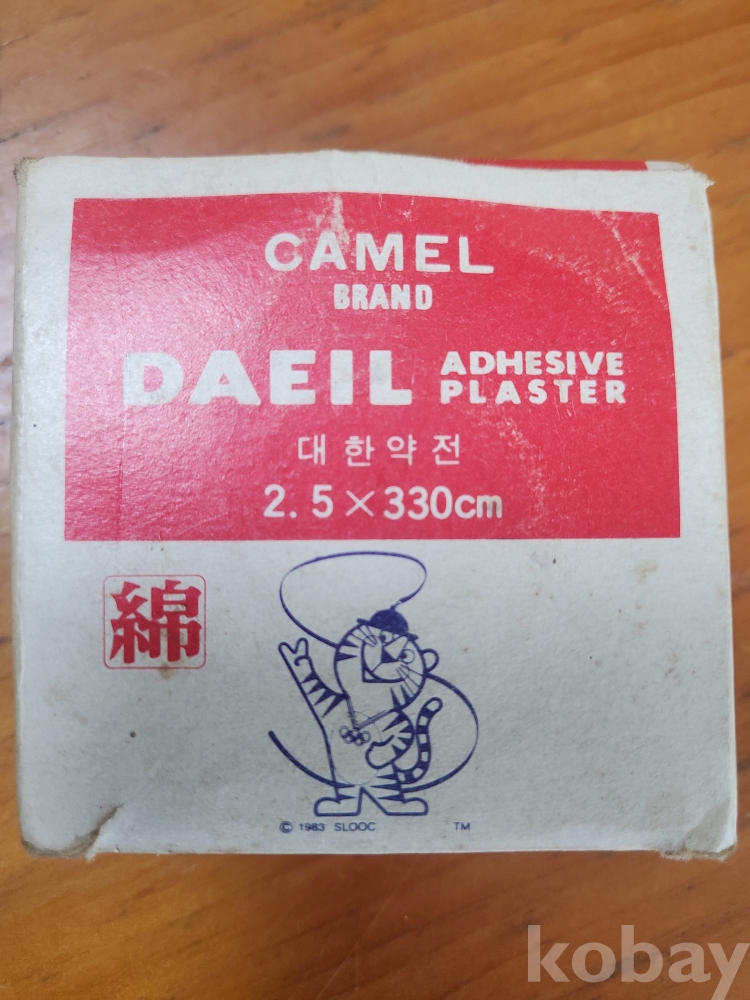 CAMEL
BRAND
DAEIL ADHESIVE PLASTER
대한약전
2.5×330cm
綿
© 1983 SLOOC TM
kobay